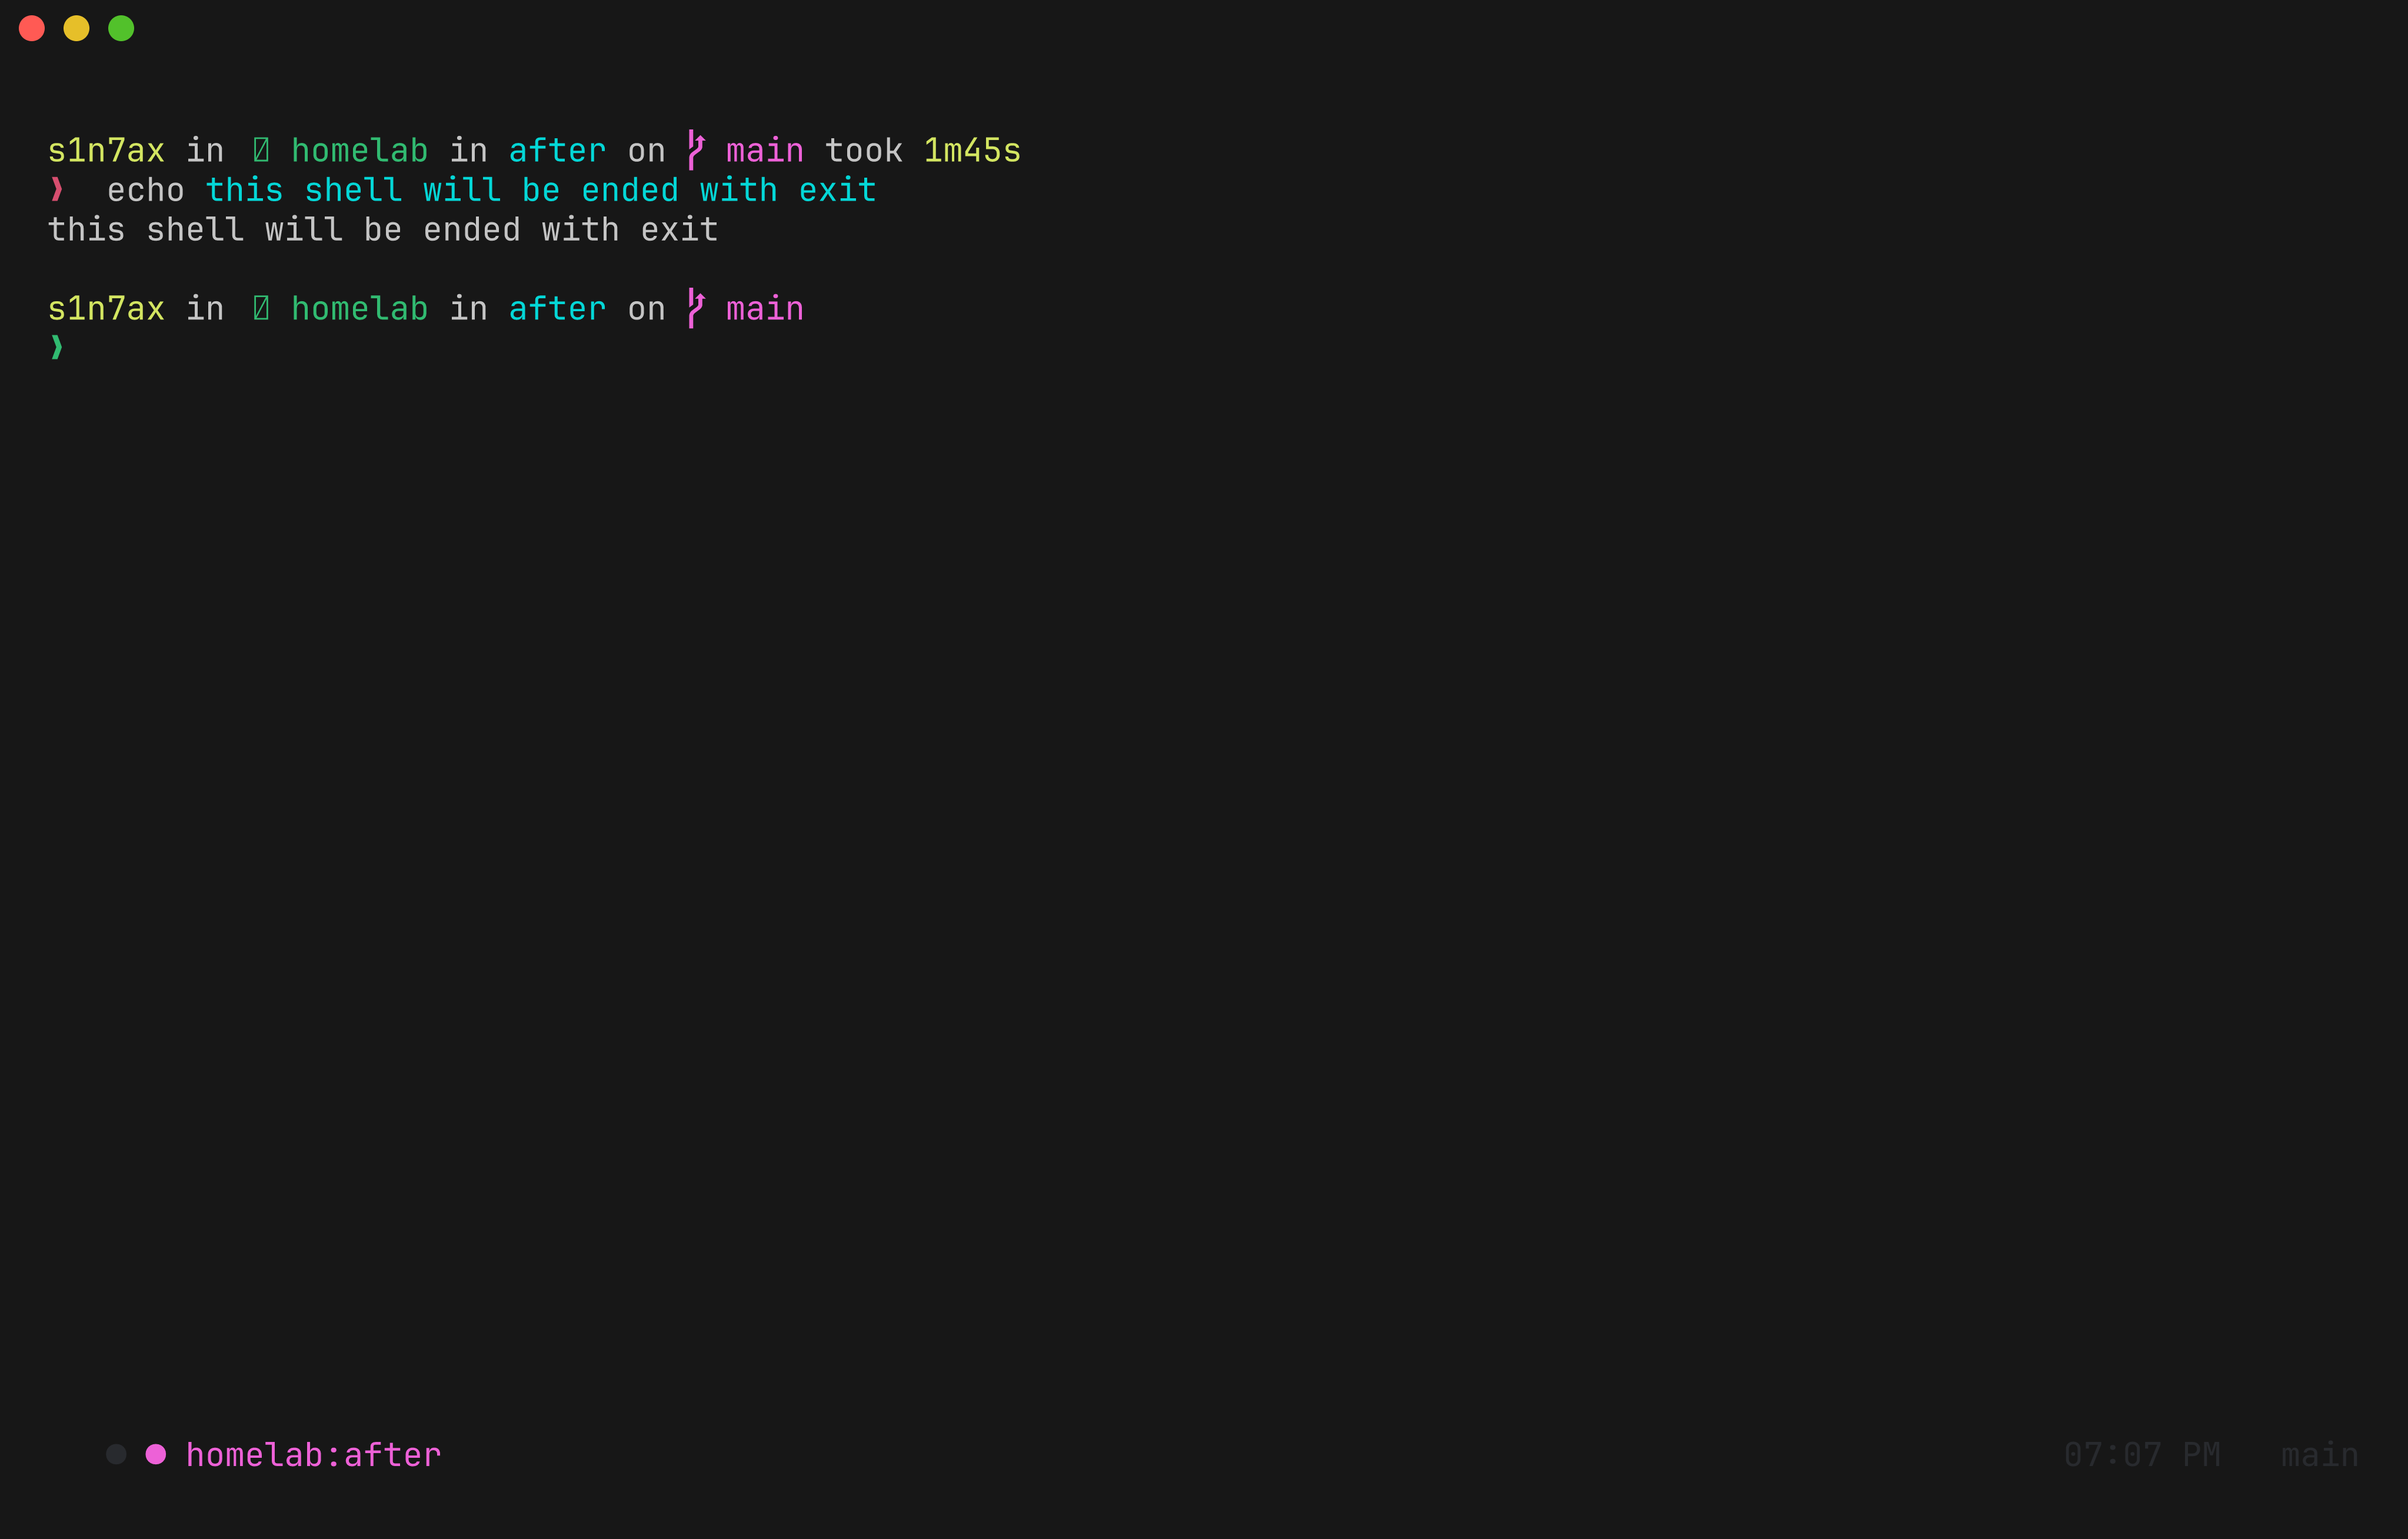 s1n7ax in homelab in after on main took 1m45s
❯ echo this shell will be ended with exit
this shell will be ended with exit
s1n7ax in homelab in after on main
❯
homelab:after 07:07 PM main